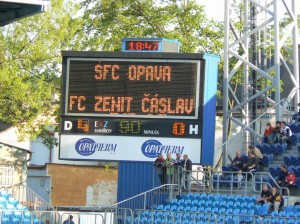 18:47
SFC OPAVA
FC ZENIT ČÁSLAV
D 4 90 0 H
MINUTA
OPATHERM OPATHERM